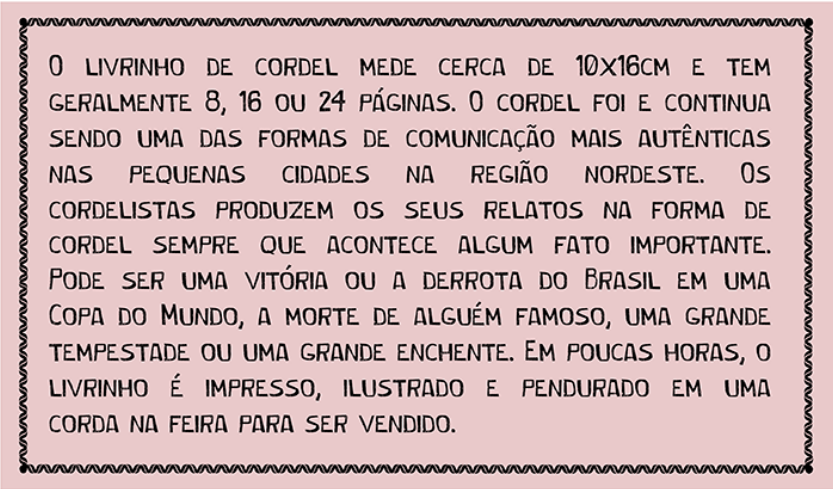 O LIVRINHO DE CORDEL MEDE CERCA DE 10X16CM E TEM
GERALMENTE 8, 16 OU 24 PÁGINAS. O CORDEL FOI E CONTINUA
SENDO UMA DAS FORMAS DE COMUNICAÇÃO MAIS AUTÊNTICAS
NAS PEQUENAS CIDADES NA REGIÃO NORDESTE. OS
CORDELISTAS PRODUZEM OS SEUS RELATOS NA FORMA DE
CORDEL SEMPRE QUE ACONTECE ALGUM FATO IMPORTANTE.
PODE SER UMA VITÓRIA OU A DERROTA DO BRASIL EM UMA
COPA DO MUNDO, A MORTE DE ALGUÉM FAMOSO, UMA GRANDE
TEMPESTADE OU UMA GRANDE ENCHENTE. EM POUCAS HORAS, O
LIVRINHO É IMPRESSO, ILUSTRADO E PENDURADO EM UMA
CORDA NA FEIRA PARA SER VENDIDO.